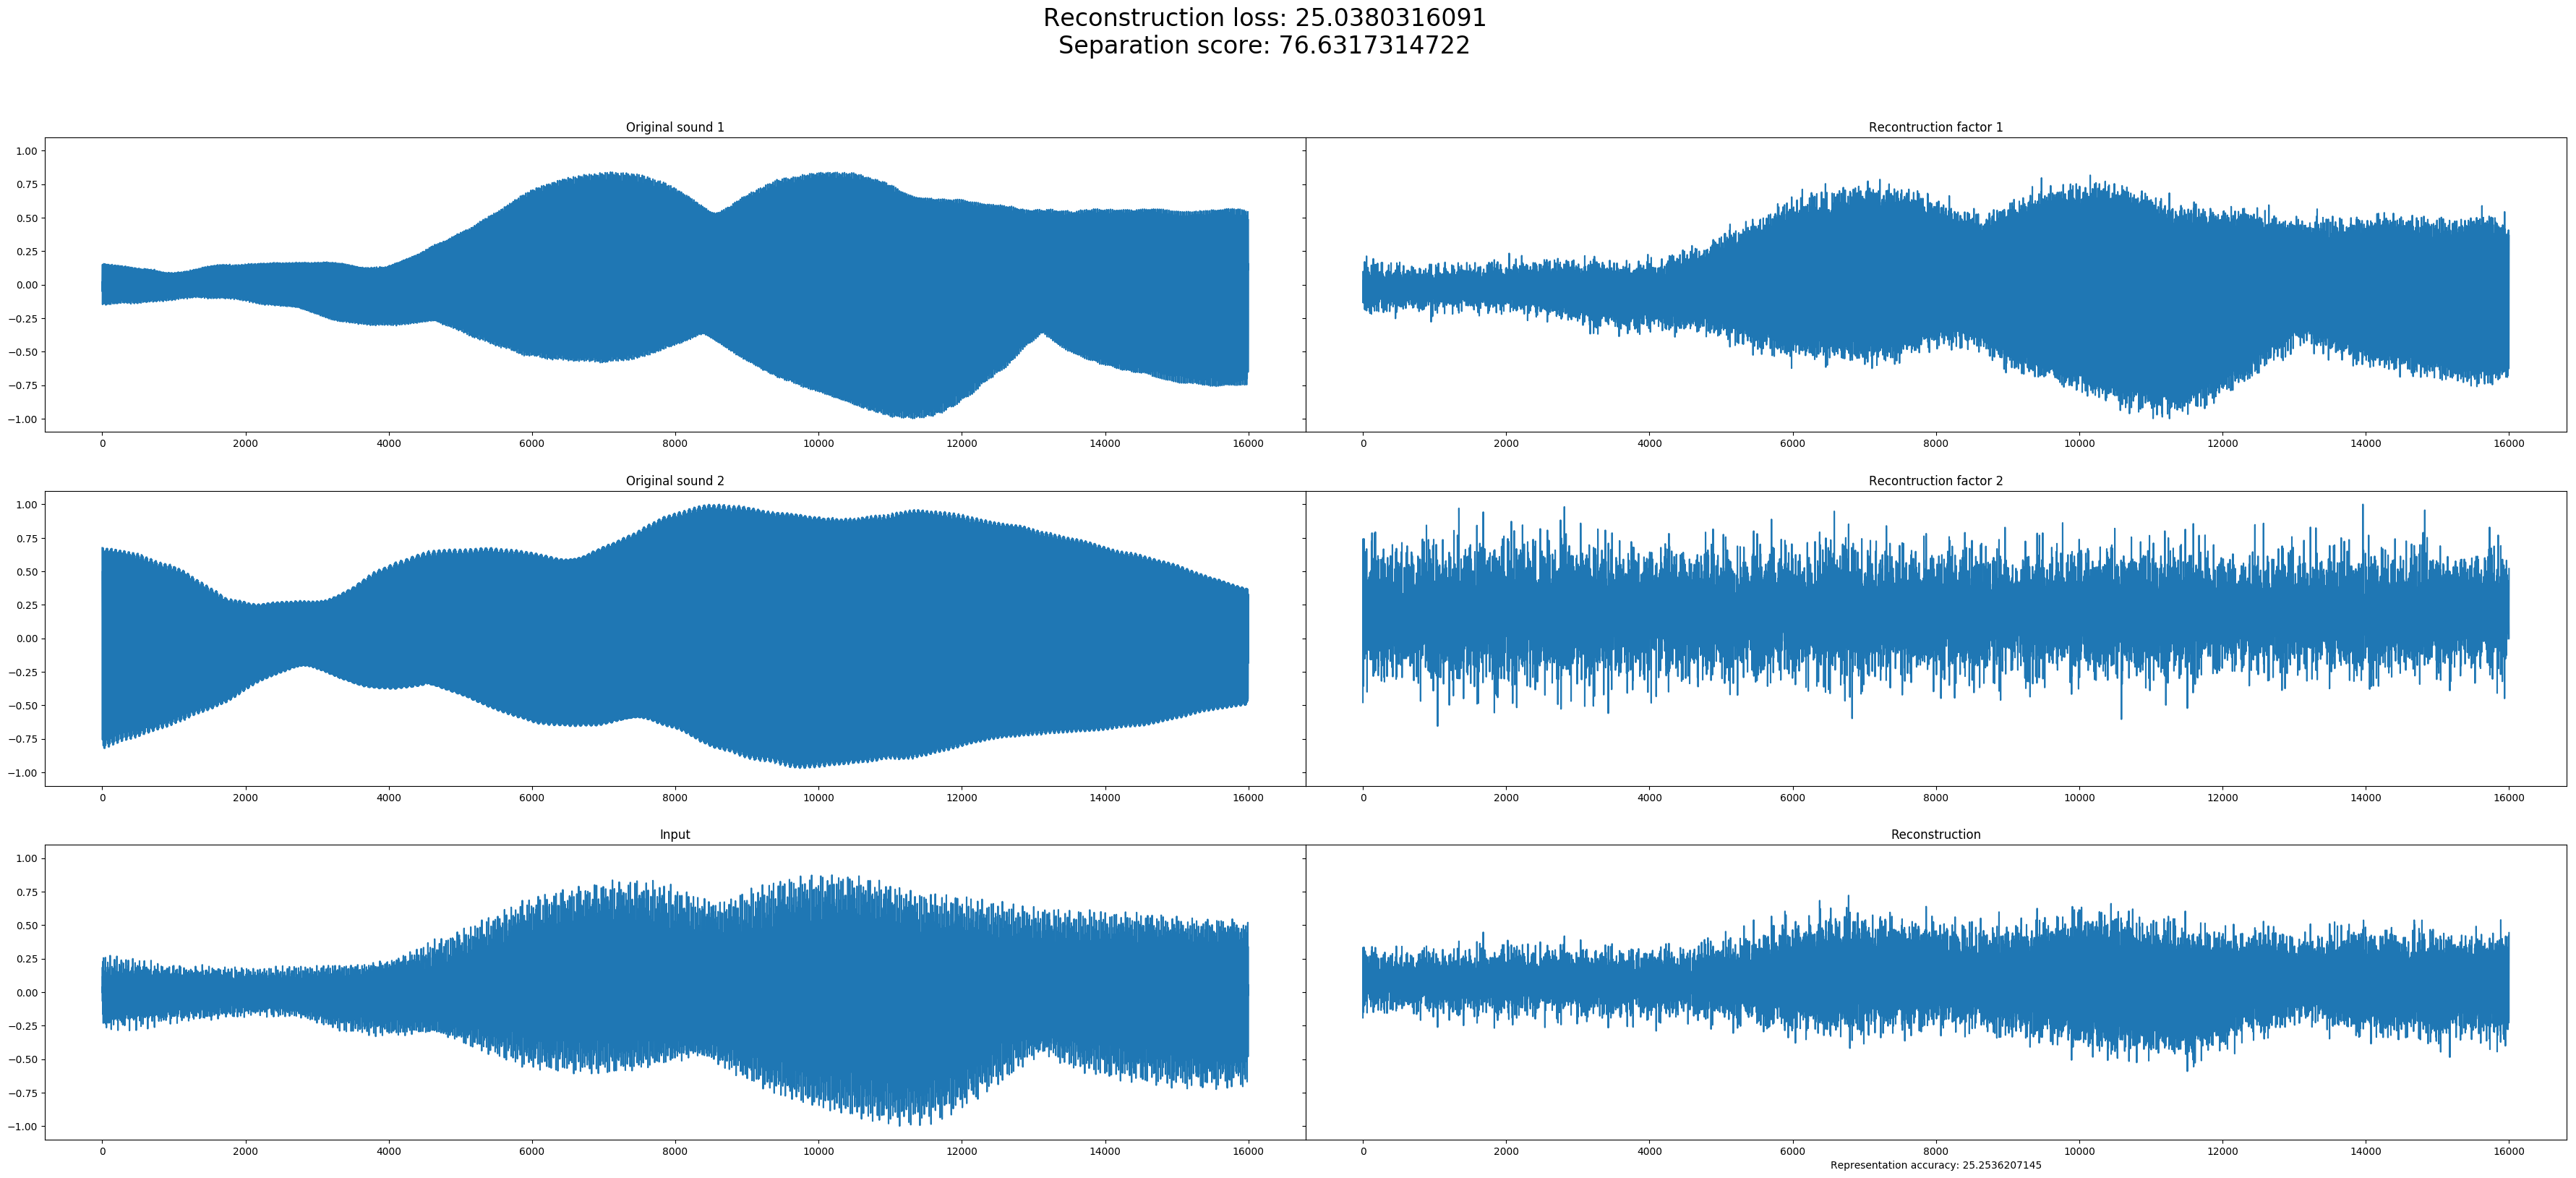 Reconstruction loss: 25.0380316091
Separation score: 76.6317314722
Original sound 1
Recontruction factor 1
1.00
0.75
0.50
0.25
0.00
−0.25
−0.50
−0.75
−1.00
0 2000 4000 6000 8000 10000 12000 14000 16000
0 2000 4000 6000 8000 10000 12000 14000 16000
Original sound 2
Recontruction factor 2
1.00
0.75
0.50
0.25
0.00
−0.25
−0.50
−0.75
−1.00
0 2000 4000 6000 8000 10000 12000 14000 16000
0 2000 4000 6000 8000 10000 12000 14000 16000
Input
Reconstruction
1.00
0.75
0.50
0.25
0.00
−0.25
−0.50
−0.75
−1.00
0 2000 4000 6000 8000 10000 12000 14000 16000
0 2000 4000 6000 8000 10000 12000 14000 16000
Representation accuracy: 25.2536207145